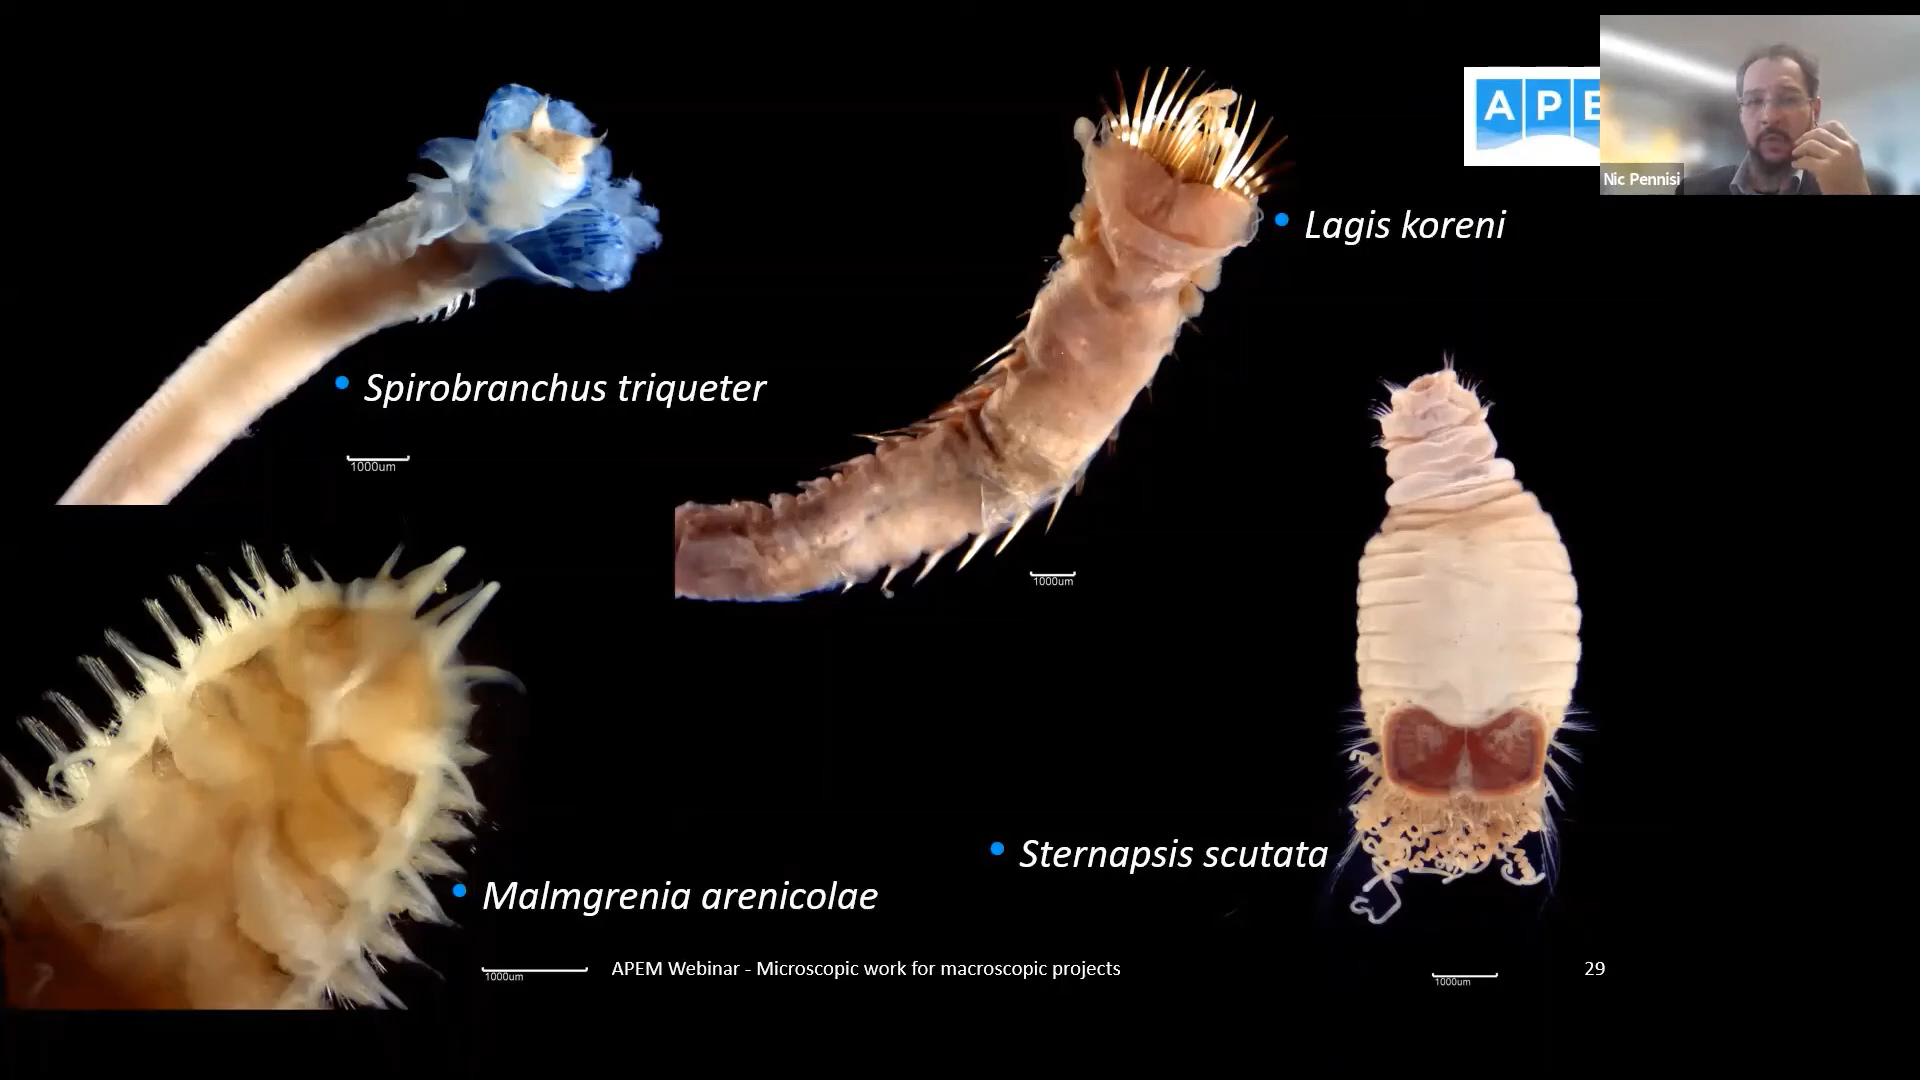 APE
Nic Pennisi
Lagis koreni
Spirobranchus triqueter
1000um
1000um
Sternapsis scutata
Malmgrenia arenicolae
1000um
APEM Webinar - Microscopic work for macroscopic projects
1000um
29